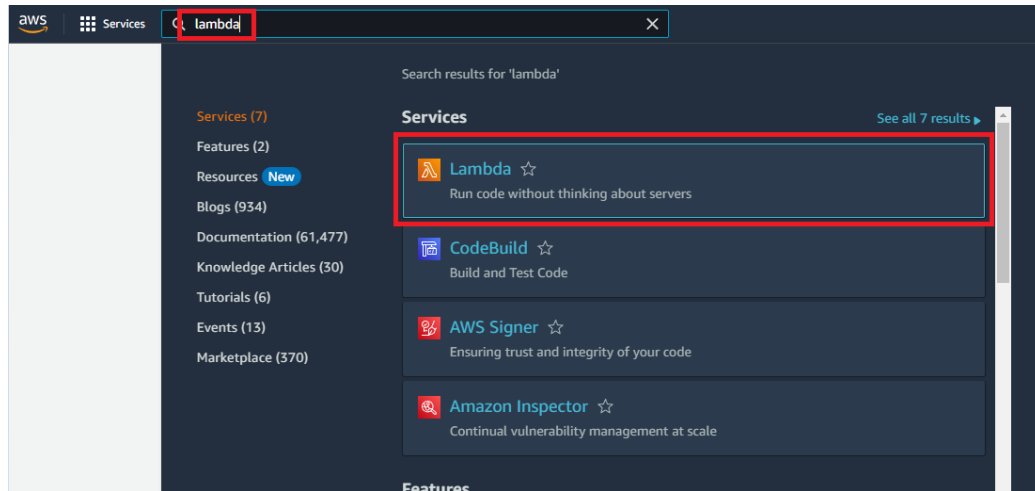 aws
Services
lambda
Search results for 'lambda'
Services (7)
Features (2)
Resources New
Blogs (934)
Documentation (61,477)
Knowledge Articles (30)
Tutorials (6)
Events (13)
Marketplace (370)
Services
See all 7 results
Lambda
Run code without thinking about servers
CodeBuild
Build and Test Code
AWS Signer
Ensuring trust and integrity of your code
Amazon Inspector
Continual vulnerability management at scale
Features